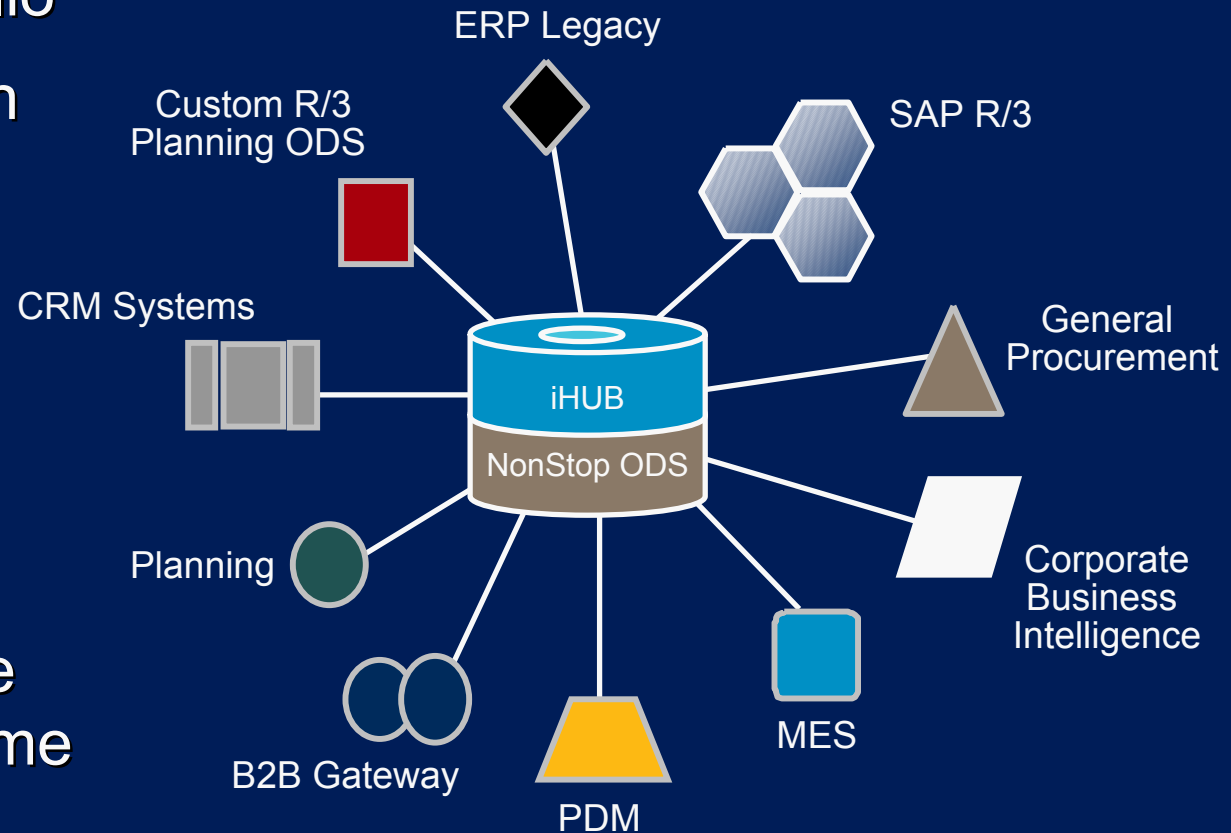 ERP Legacy
Custom R/3
Planning ODS
SAP R/3
CRM Systems
General
Procurement
iHUB
NonStop ODS
Planning
Corporate
Business
Intelligence
B2B Gateway
MES
PDM